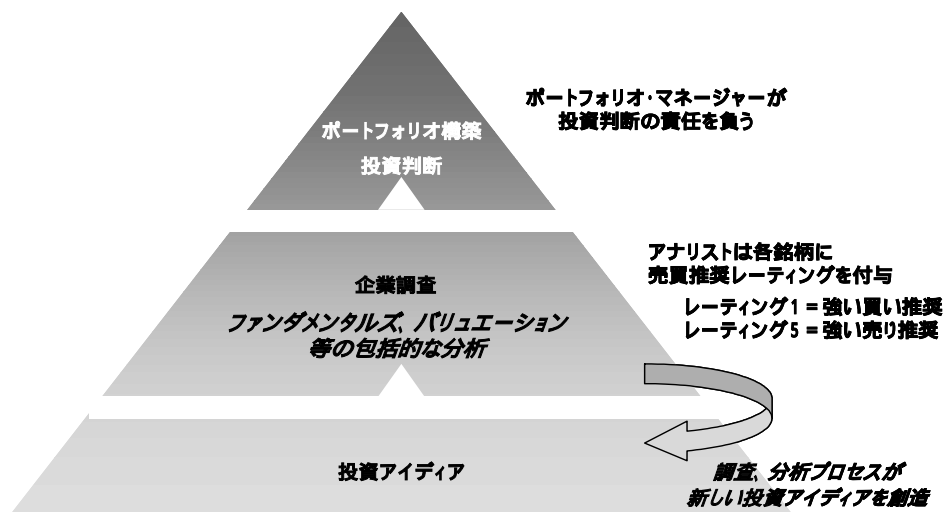 ポートフォリオ構築
投資判断
ポートフォリオ・マネージャーが
投資判断の責任を負う
企業調査
ファンダメンタルズ、バリュエーション
等の包括的な分析
アナリストは各銘柄に
売買推奨レーティングを付与
レーティング1 = 強い買い推奨
レーティング5 = 強い売り推奨
投資アイディア
調査、分析プロセスが
新しい投資アイディアを創造